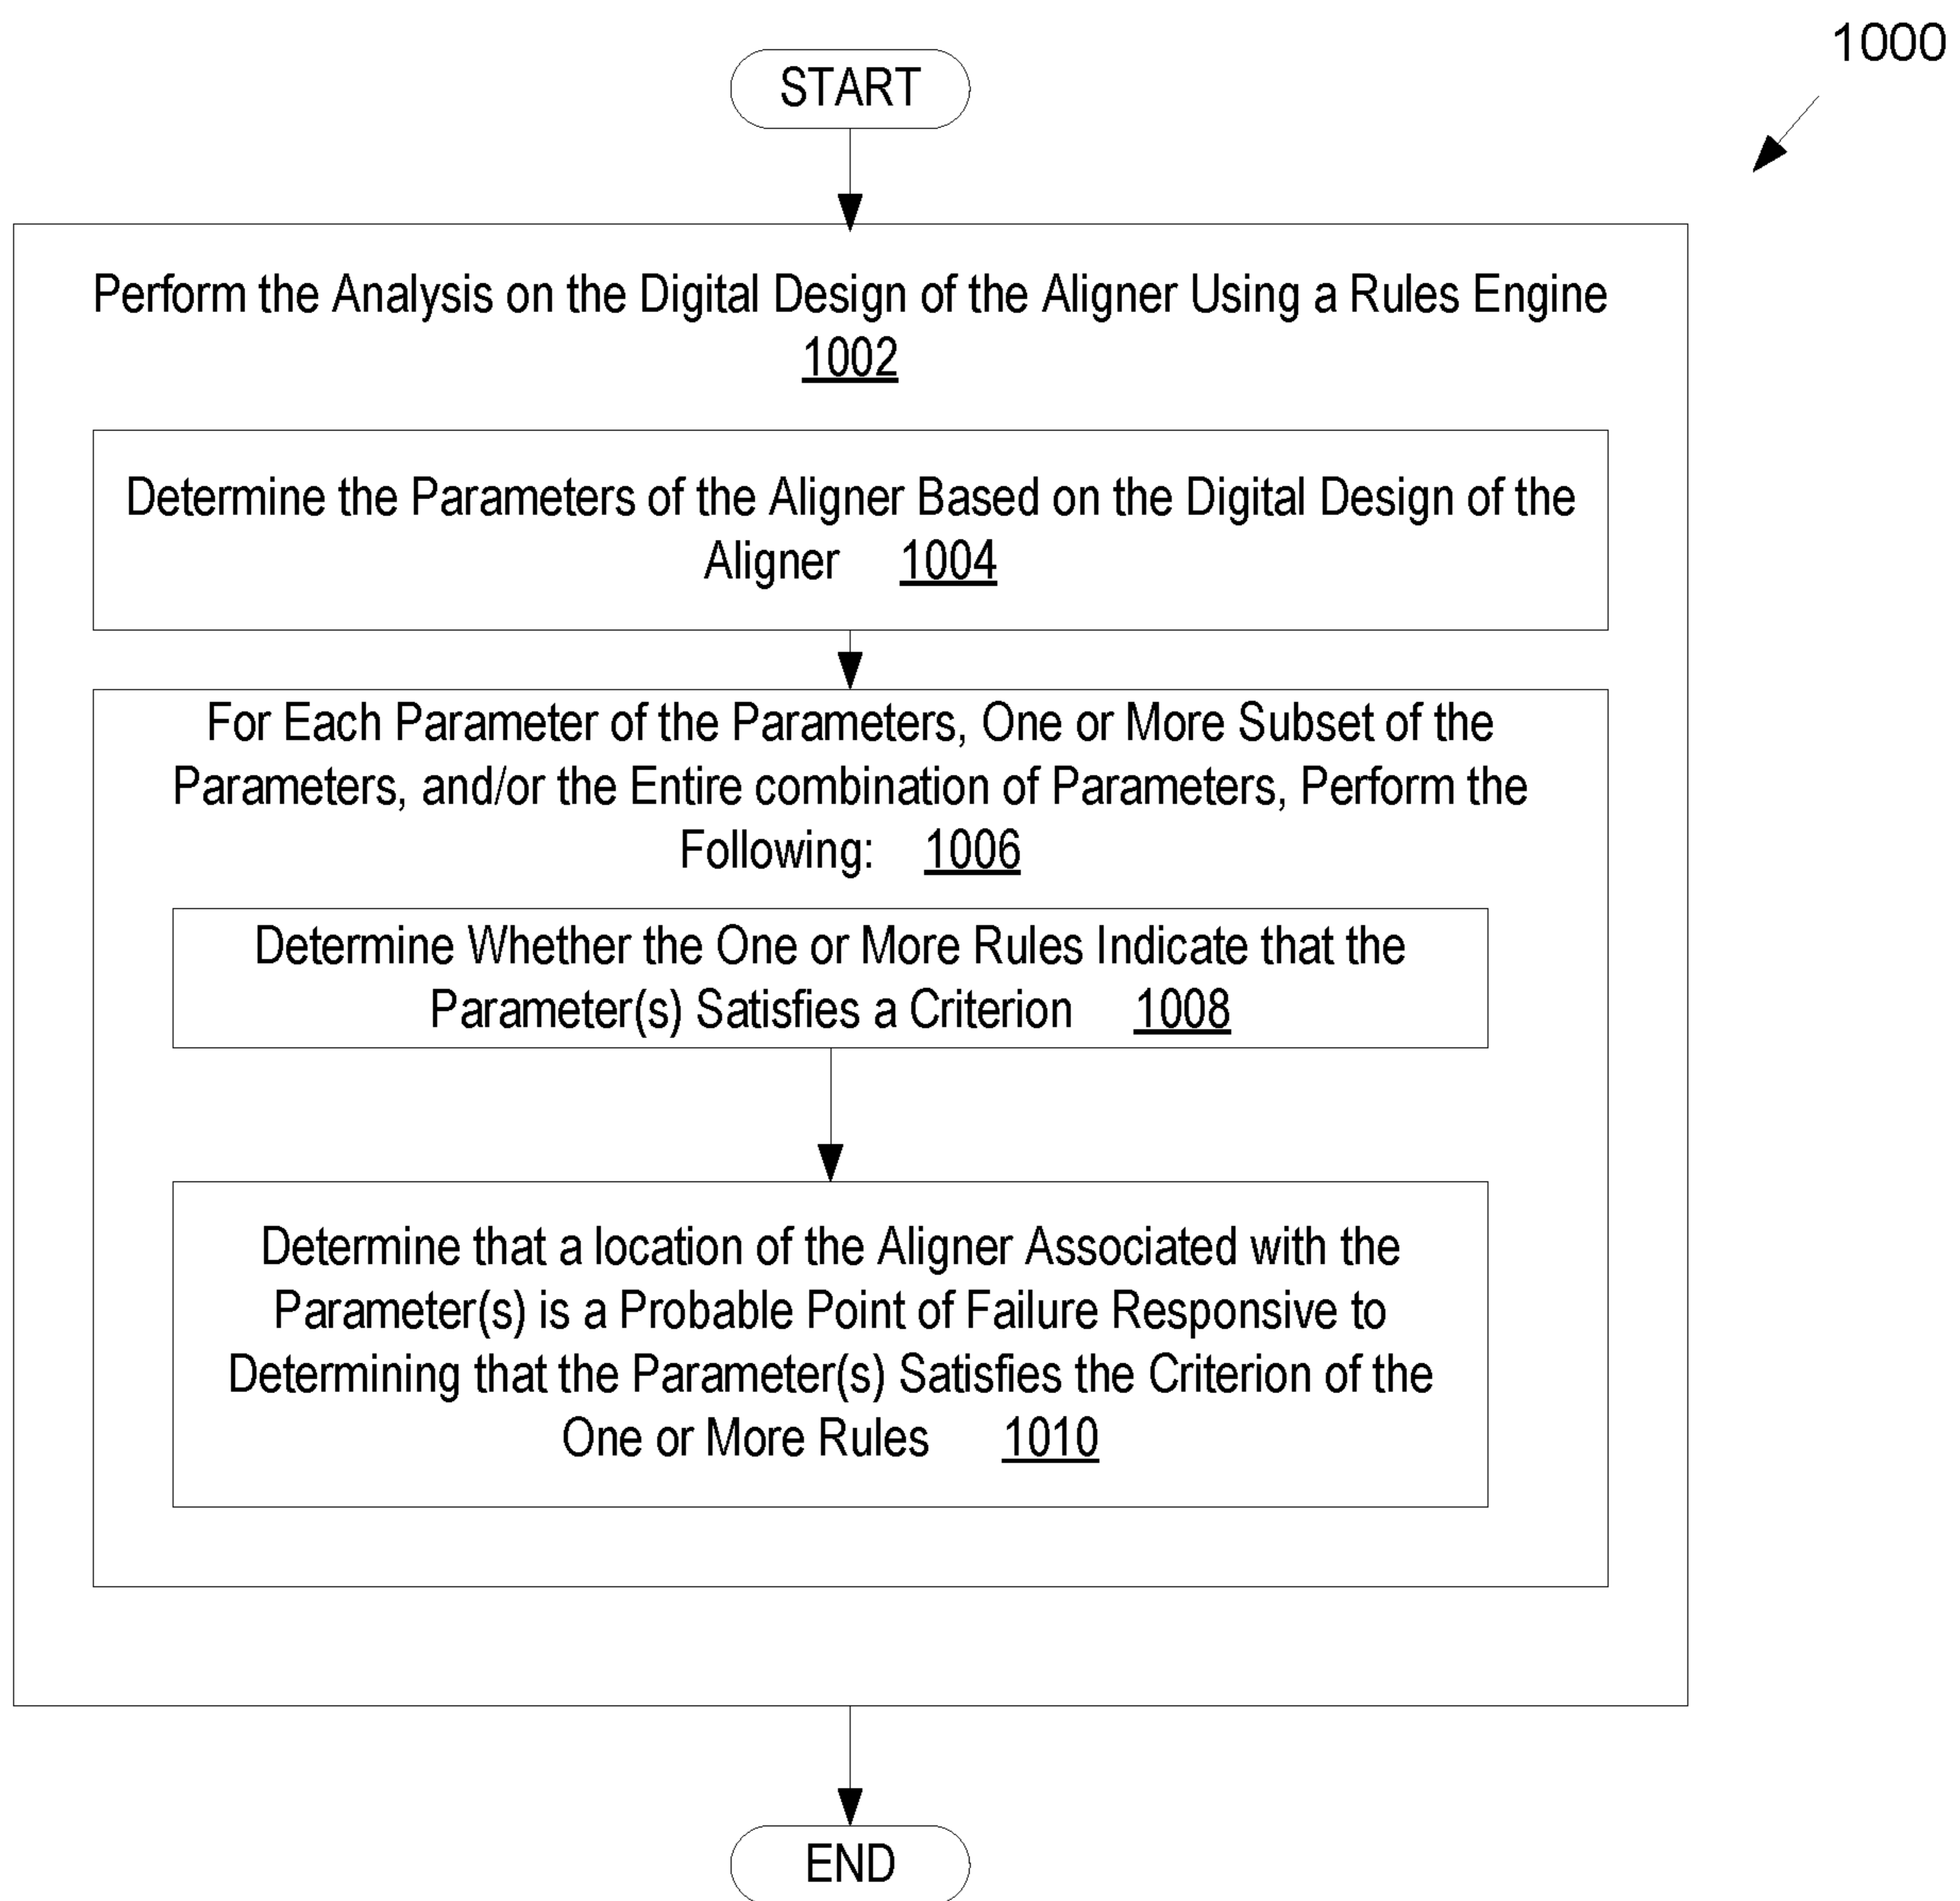 1000
START
Perform the Analysis on the Digital Design of the Aligner Using a Rules Engine
1002
Determine the Parameters of the Aligner Based on the Digital Design of the
Aligner 1004
For Each Parameter of the Parameters, One or More Subset of the
Parameters, and/or the Entire combination of Parameters, Perform the
Following: 1006
Determine Whether the One or More Rules Indicate that the
Parameter(s) Satisfies a Criterion 1008
Determine that a location of the Aligner Associated with the
Parameter(s) is a Probable Point of Failure Responsive to
Determining that the Parameter(s) Satisfies the Criterion of the
One or More Rules 1010
END